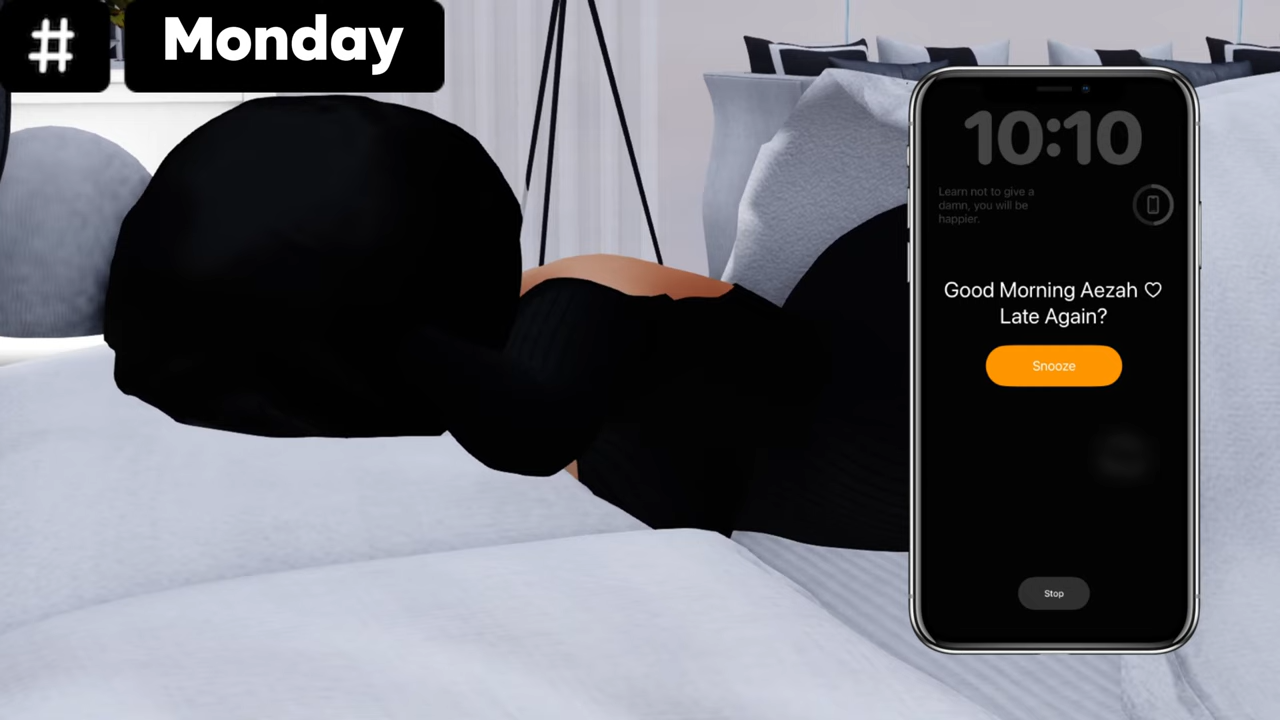 # Monday
10:10
Learn not to give a
damn, you will be
happier.
Good Morning Aezah ♡
Late Again?
Snooze
Stop